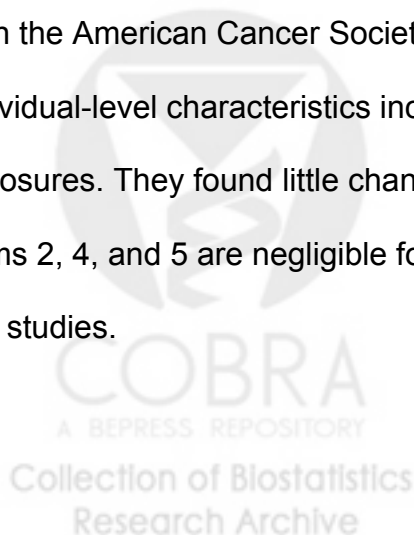 n the American Cancer Societ
vidual-level characteristics inc
osures. They found little chan
ns 2, 4, and 5 are negligible fo
studies.
COBRA
A BEPRESS REPOSITORY
Collection of Biostatistics
Research Archive